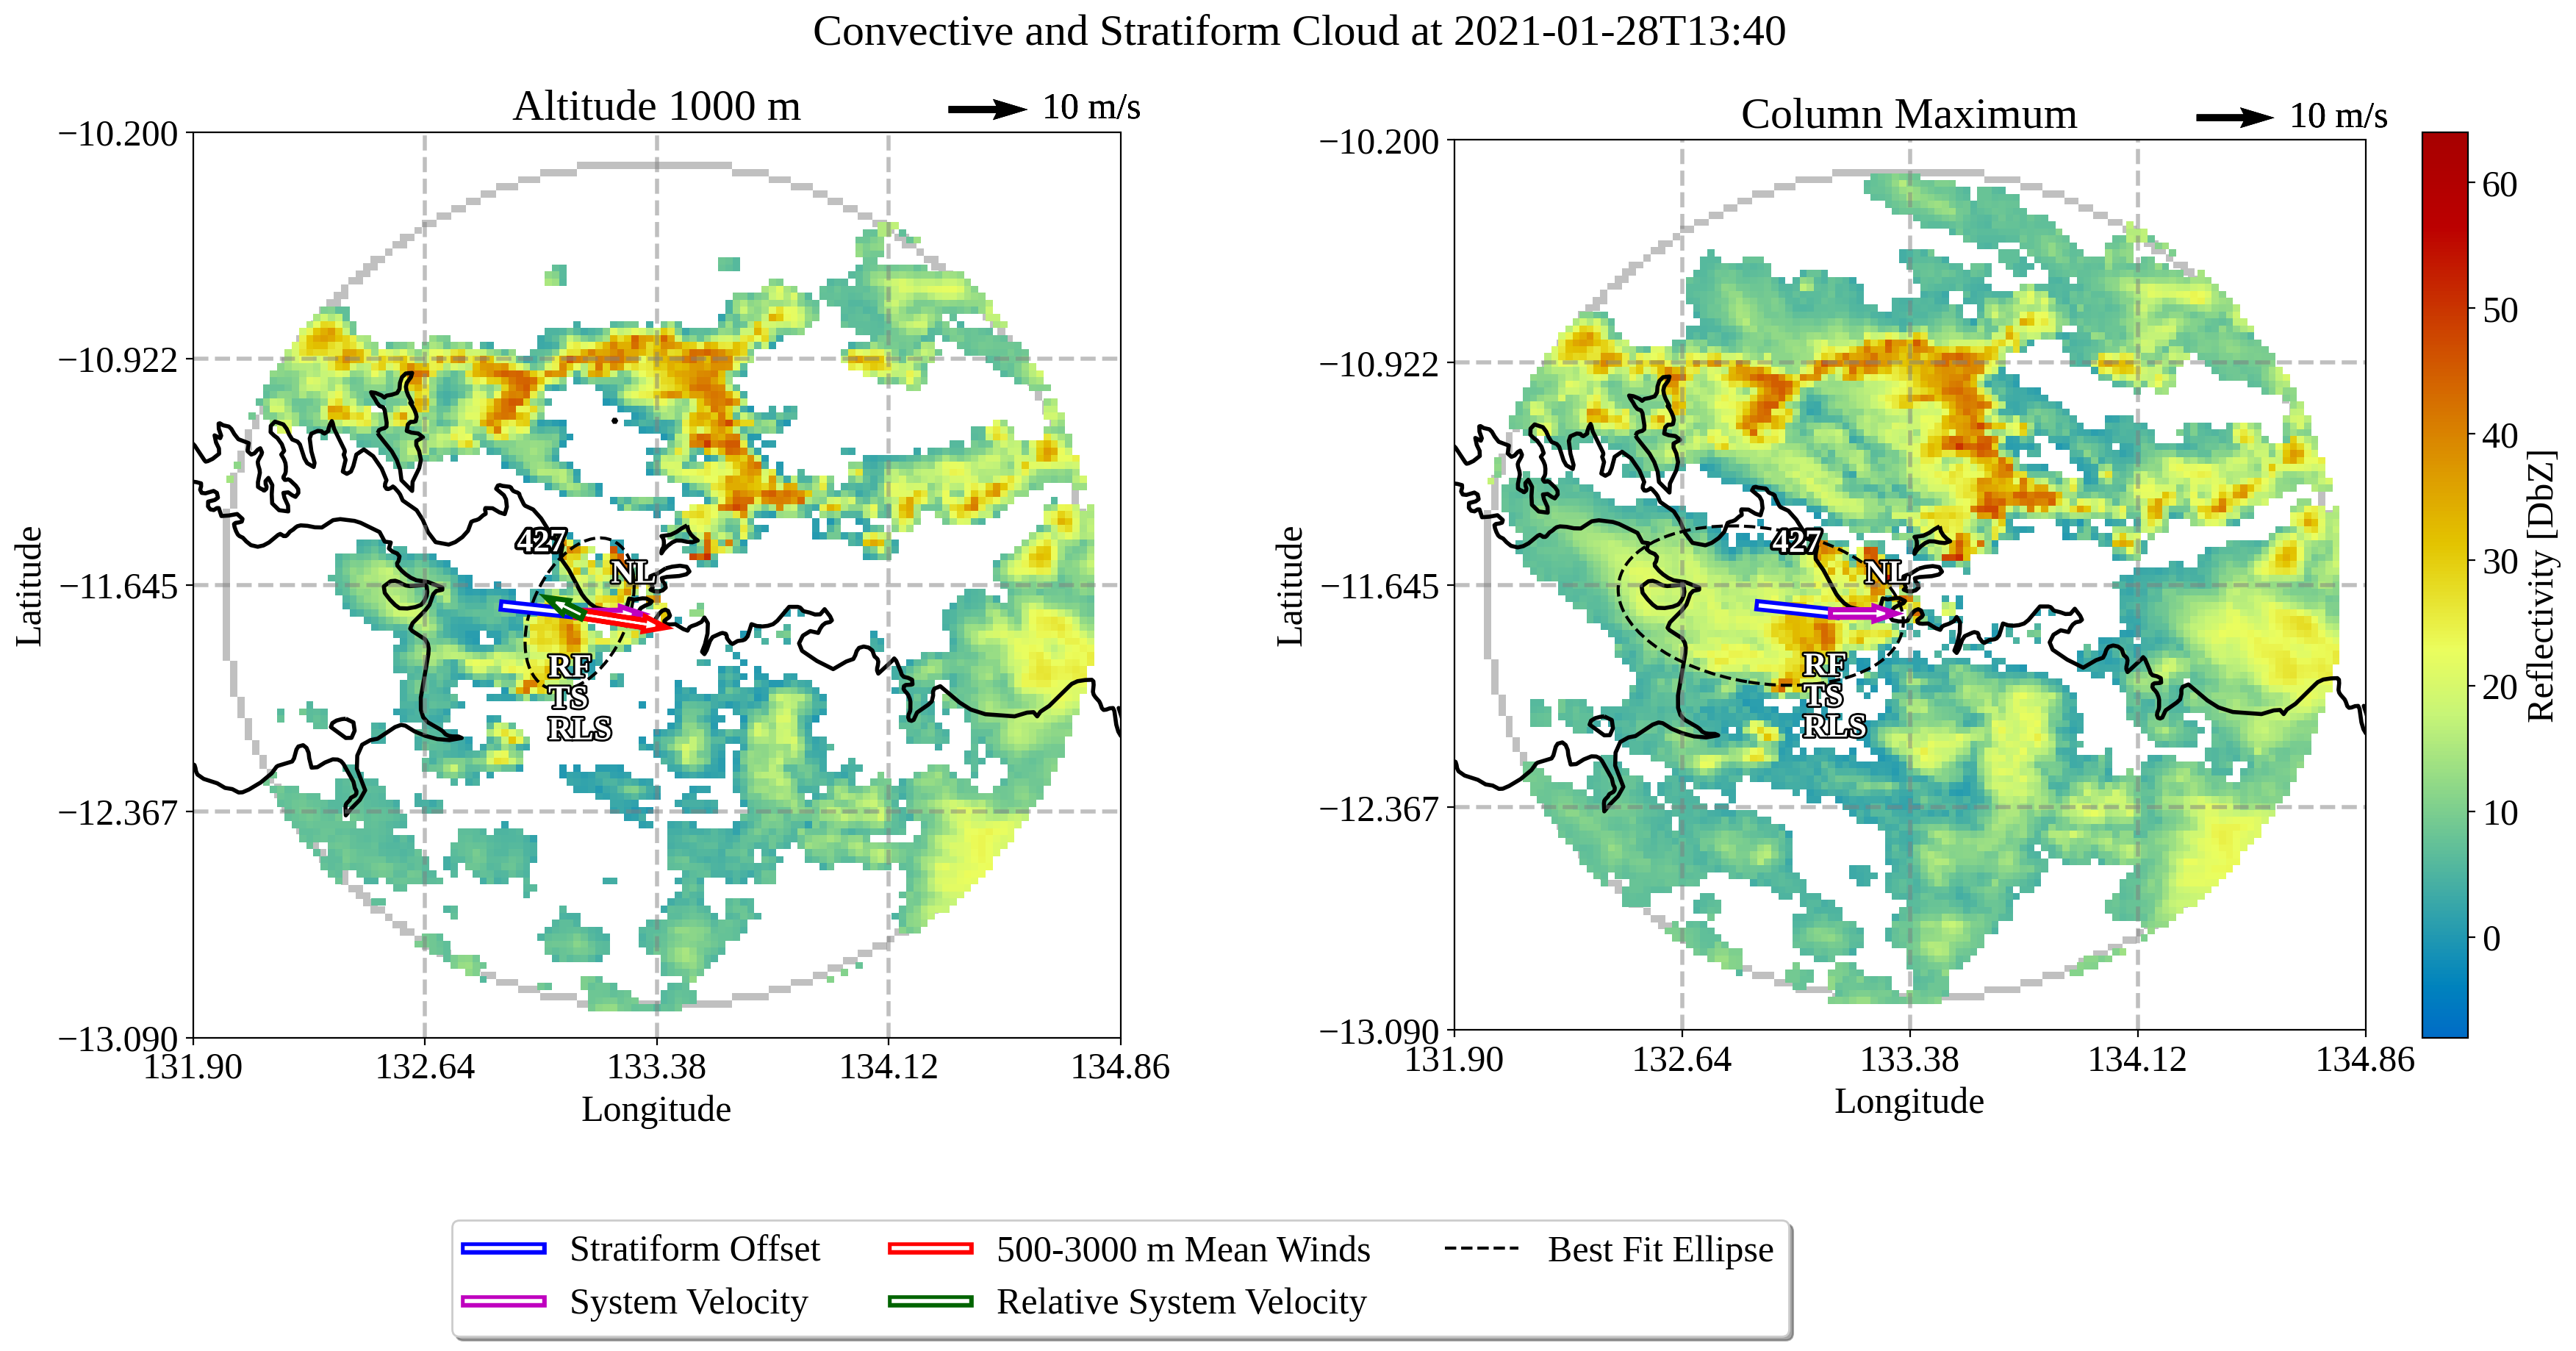 Convective and Stratiform Cloud at 2021-01-28T13:40
Altitude 1000 m
10 m/s
−10.200
−10.922
−11.645
−12.367
−13.090
Latitude
131.90
132.64
133.38
134.12
134.86
Longitude
427
NL
RF
TS
RLS
Column Maximum
10 m/s
−10.200
−10.922
−11.645
−12.367
−13.090
Latitude
131.90
132.64
133.38
134.12
134.86
Longitude
427
NL
RF
TS
RLS
60
50
40
30
20
10
0
Reflectivity [DbZ]
Stratiform Offset
System Velocity
500-3000 m Mean Winds
Relative System Velocity
Best Fit Ellipse